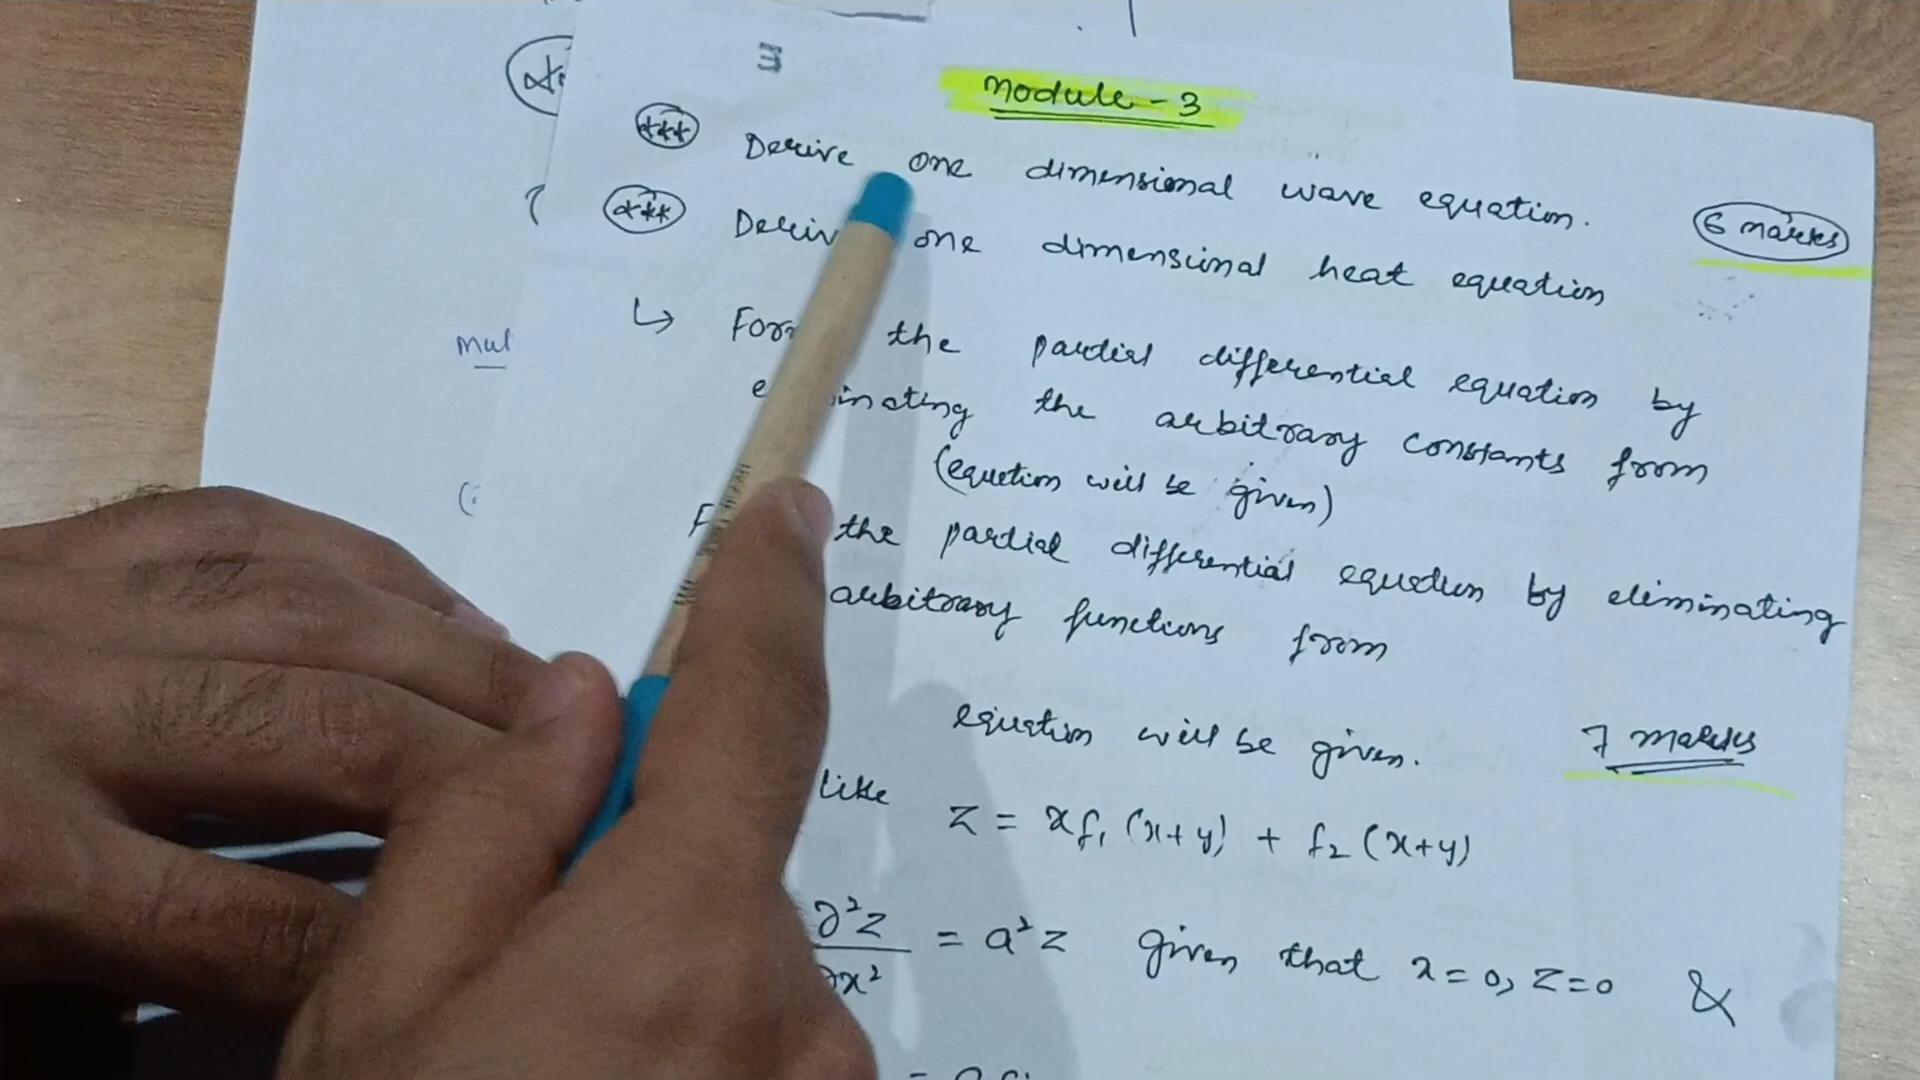 Module - 3
*** Derive one dimensional wave equation.
6 marks
*** Deriv one dimensional heat equation
↳ For the partial differential equation by
e inating the arbitrary constants from
(equation will be given)
F the partial differential equation by eliminating
arbitrary functions from
equation will be given.
7 marks
like z = xf₁ (x+y) + f₂ (x+y)
∂²z/∂x² = a²z given that x=0, z=0 &
mul